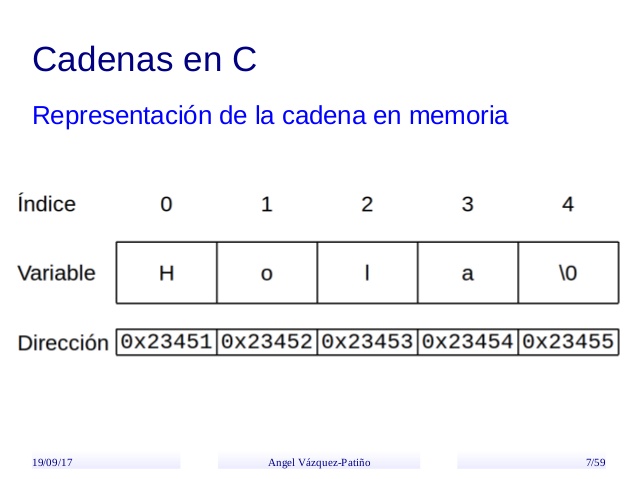 Cadenas en C
Representación de la cadena en memoria
Índice 0 1 2 3 4
Variable H o l a \0
Dirección 0x23451 0x23452 0x23453 0x23454 0x23455
19/09/17 Angel Vázquez-Patiño 7/59